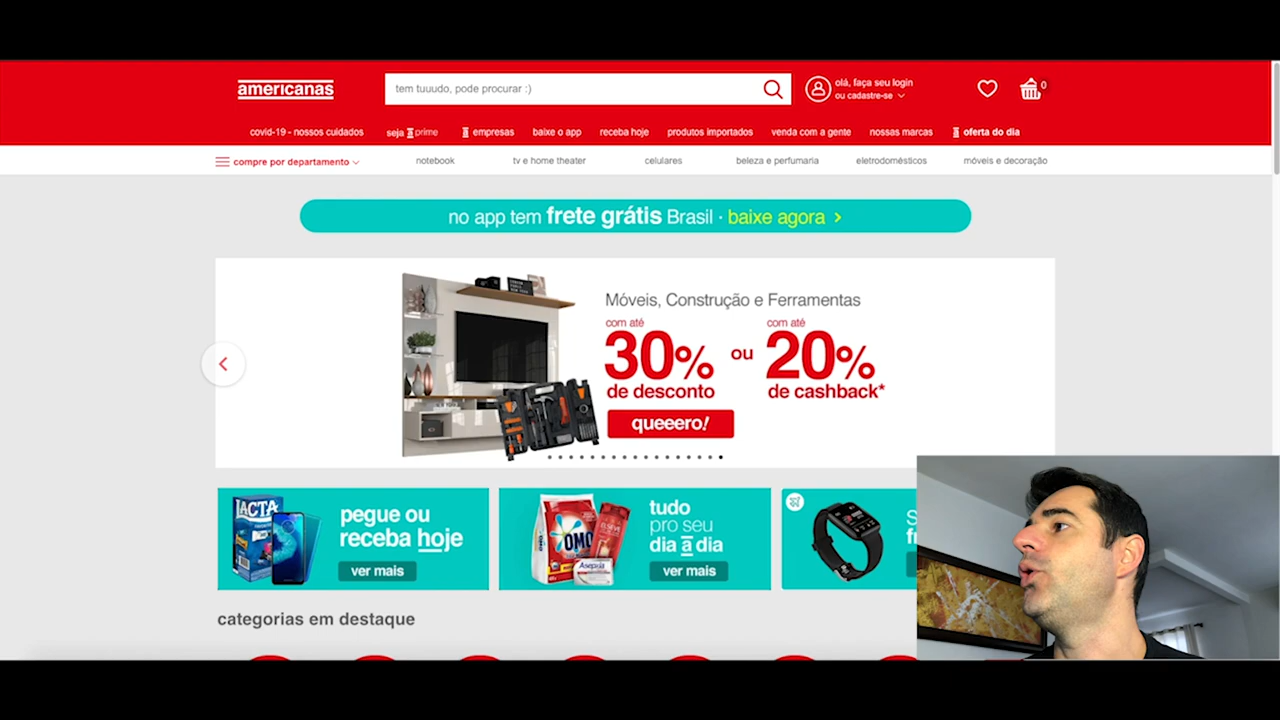 americanas
tem tuuudo, pode procurar :)
olá, faça seu login
ou cadastre-se
0
covid-19 - nossos cuidados
seja a prime
a empresas
baixe o app
receba hoje
produtos importados
venda com a gente
nossas marcas
a oferta do dia
compre por departamento
notebook
tv e home theater
celulares
beleza e perfumaria
eletrodomésticos
móveis e decoração
no app tem frete grátis Brasil · baixe agora >
Móveis, Construção e Ferramentas
com até
30%
de desconto
ou
com até
20%
de cashback*
queeero!
LACTA
pegue ou
receba hoje
ver mais
OMO
ELSEVE
Asepxia
tudo
pro seu
dia a dia
ver mais
S
fr
categorias em destaque